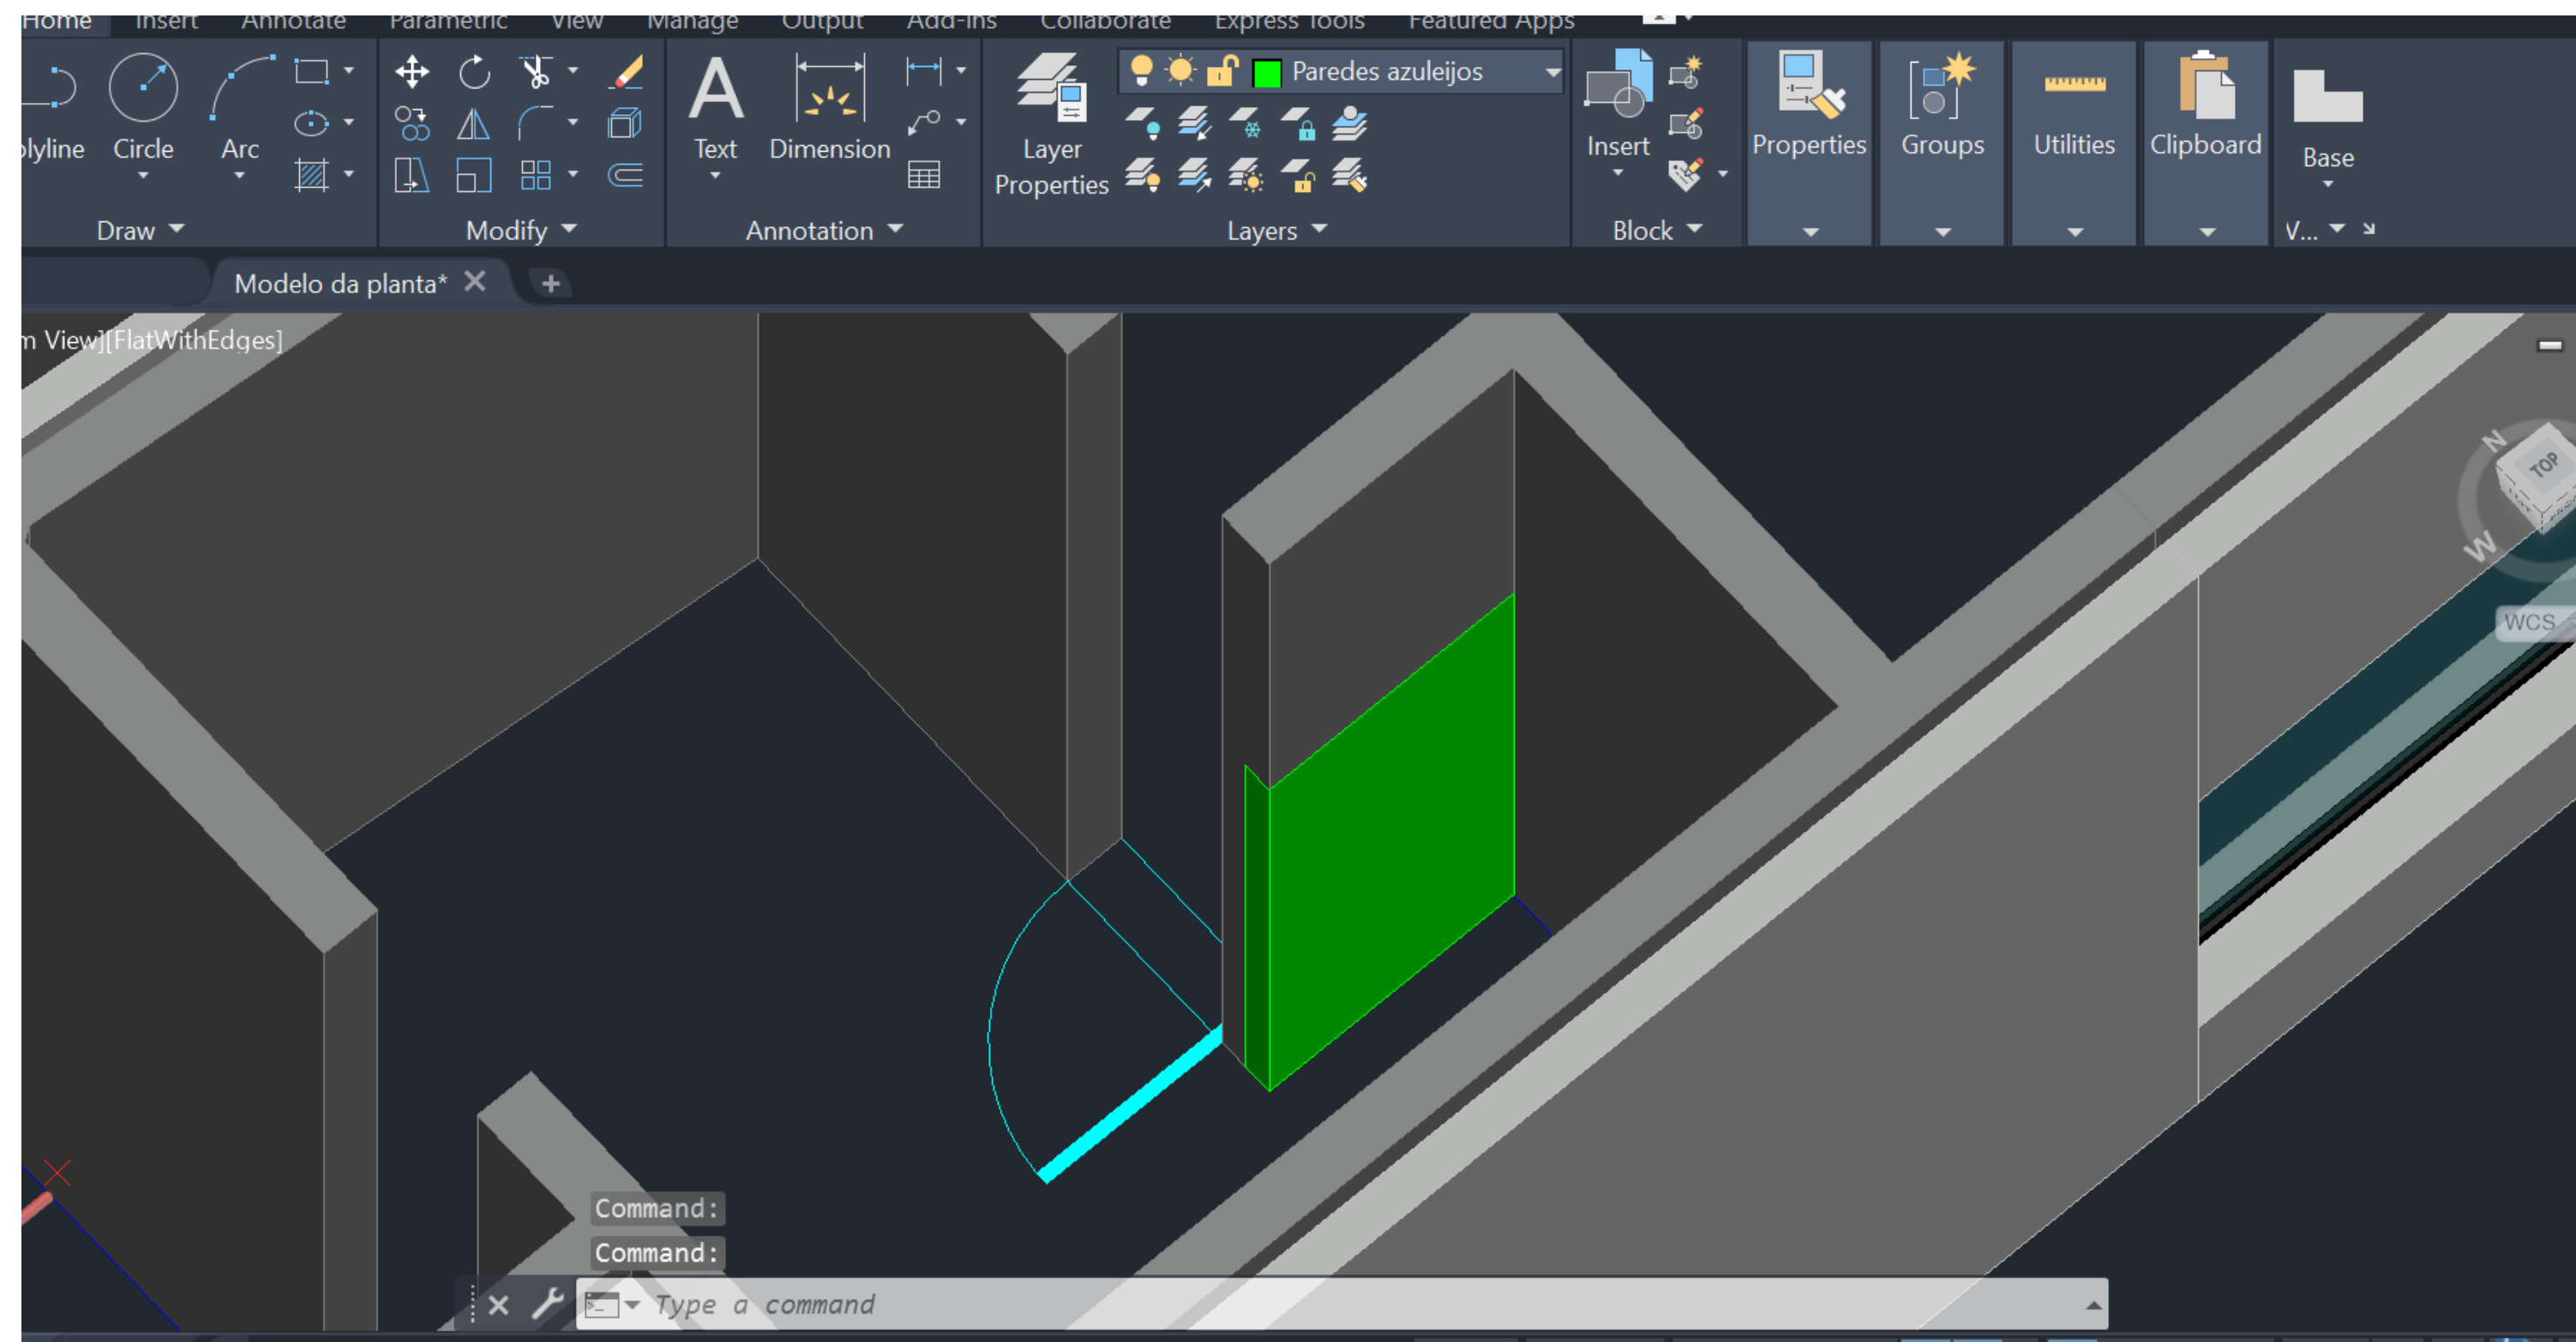 Home Insert Annotate Parametric View Manage Output Add-ins Collaborate Express Tools Featured Apps
Paredes azuleijos
Circle Arc
Text Dimension
Layer
Properties
Insert
Properties Groups Utilities Clipboard Base
Draw Modify Annotation Layers Block V...
Modelo da planta*
View][FlatWithEdges]
N
TOP
W
WCS
Command:
Command:
Type a command